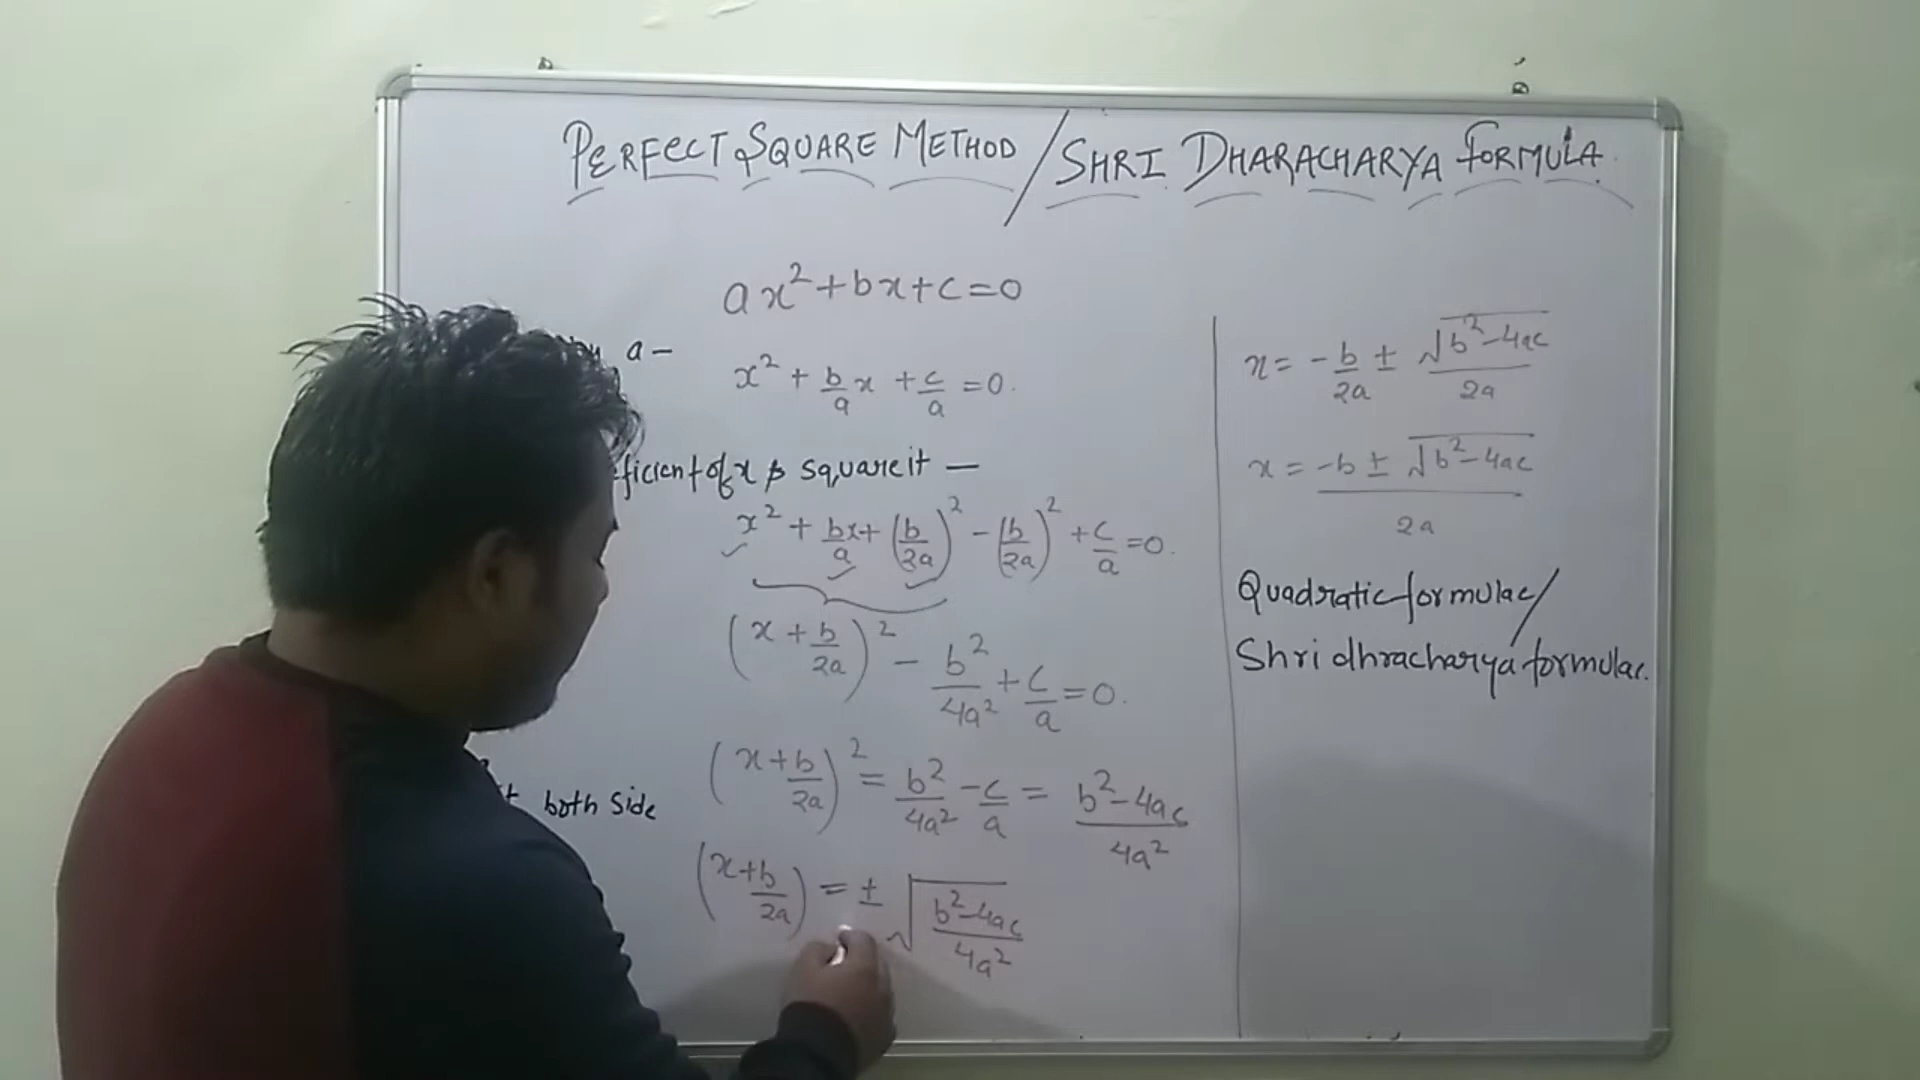 PERFECT SQUARE METHOD / SHRI DHARACHARYA FORMULA.
ax²+bx+c=0
a –
x² + b/a x + c/a = 0.
ficient of x & square it –
x² + bx/a + (b/2a)² – (b/2a)² + c/a = 0.
(x + b/2a)² – b²/4a² + c/a = 0.
both side
(x + b/2a)² = b²/4a² – c/a = b²–4ac/4a²
(x + b/2a) = ± √(b²–4ac/4a²)
x = –b/2a ± √b²–4ac/2a
x = –b ± √b²–4ac/2a
Quadratic formulae/
Shri dhracharya formulae.